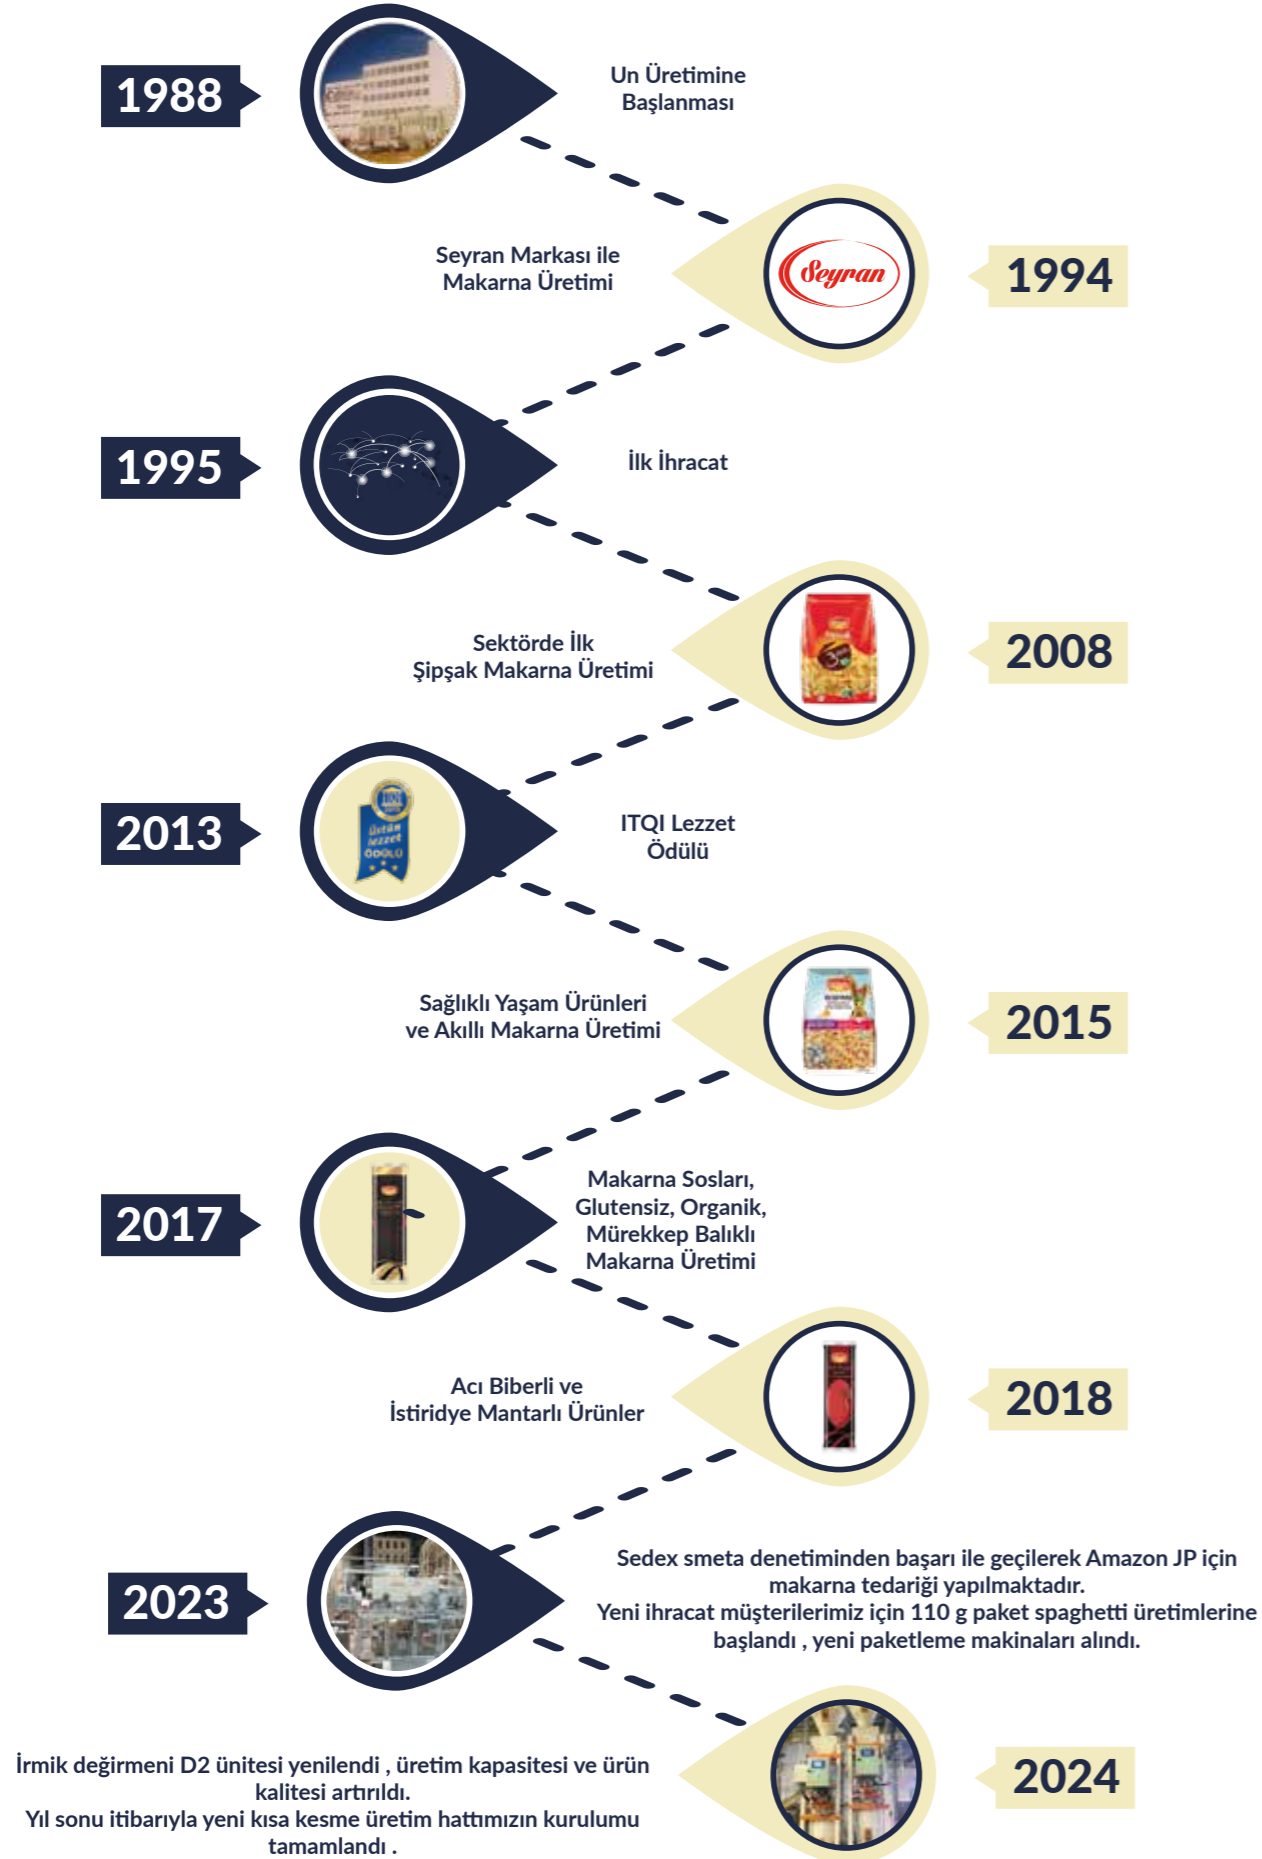 1988
Un Üretimine
Başlanması
Seyran Markası ile
Makarna Üretimi
Seyran
1994
1995
İlk İhracat
Sektörde İlk
Şipşak Makarna Üretimi
3
2008
2013
Üstün
lezzet
ÖDÜLÜ
ITQI Lezzet
Ödülü
Sağlıklı Yaşam Ürünleri
ve Akıllı Makarna Üretimi
2015
2017
Makarna Sosları,
Glutensiz, Organik,
Mürekkep Balıklı
Makarna Üretimi
Acı Biberli ve
İstiridye Mantarlı Ürünler
2018
2023
Sedex smeta denetiminden başarı ile geçilerek Amazon JP için
makarna tedariği yapılmaktadır.
Yeni ihracat müşterilerimiz için 110 g paket spaghetti üretimlerine
başlandı , yeni paketleme makinaları alındı.
İrmik değirmeni D2 ünitesi yenilendi , üretim kapasitesi ve ürün
kalitesi artırıldı.
Yıl sonu itibarıyla yeni kısa kesme üretim hattımızın kurulumu
tamamlandı .
2024